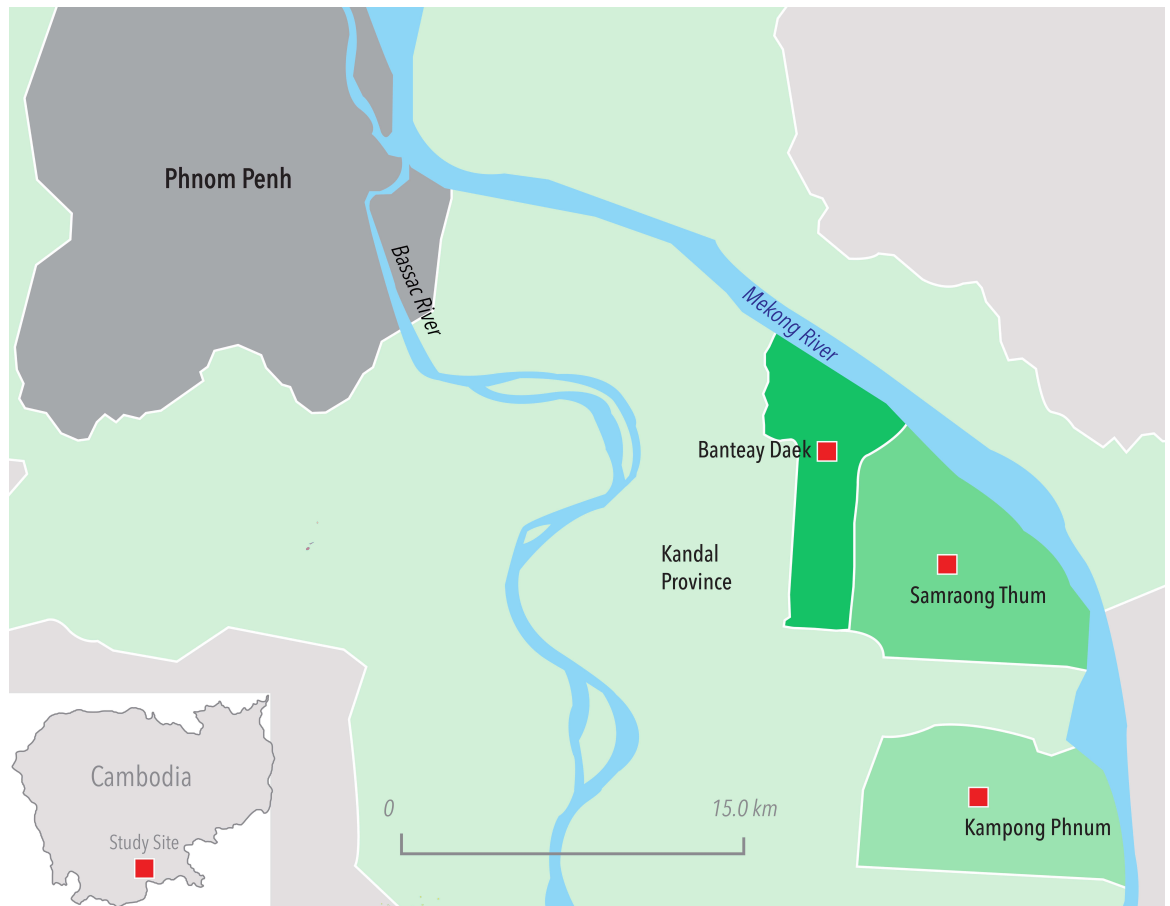 Phnom Penh
Bassac River
Mekong River
Banteay Daek
Kandal
Province
Samraong Thum
Kampong Phnum
Cambodia
Study Site
0
15.0 km